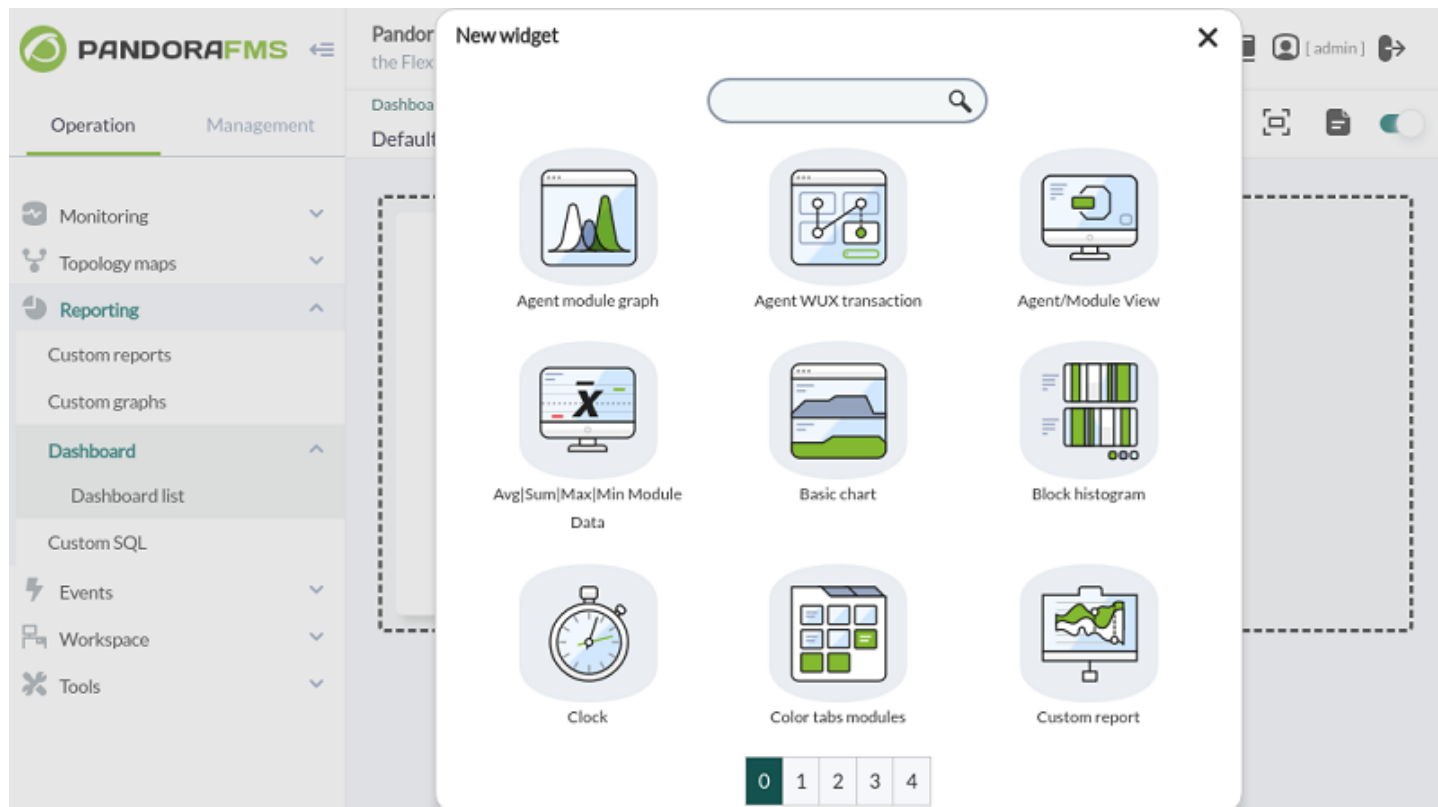 PANDORAFMS
Operation
Management
Monitoring
Topology maps
Reporting
Custom reports
Custom graphs
Dashboard
Dashboard list
Custom SQL
Events
Workspace
Tools
Pandor
the Flex
Dashboa
Default
[ admin ]
New widget
Agent module graph
Agent WUX transaction
Agent/Module View
x̄
Avg|Sum|Max|Min Module
Data
Basic chart
Block histogram
Clock
Color tabs modules
Custom report
0 1 2 3 4